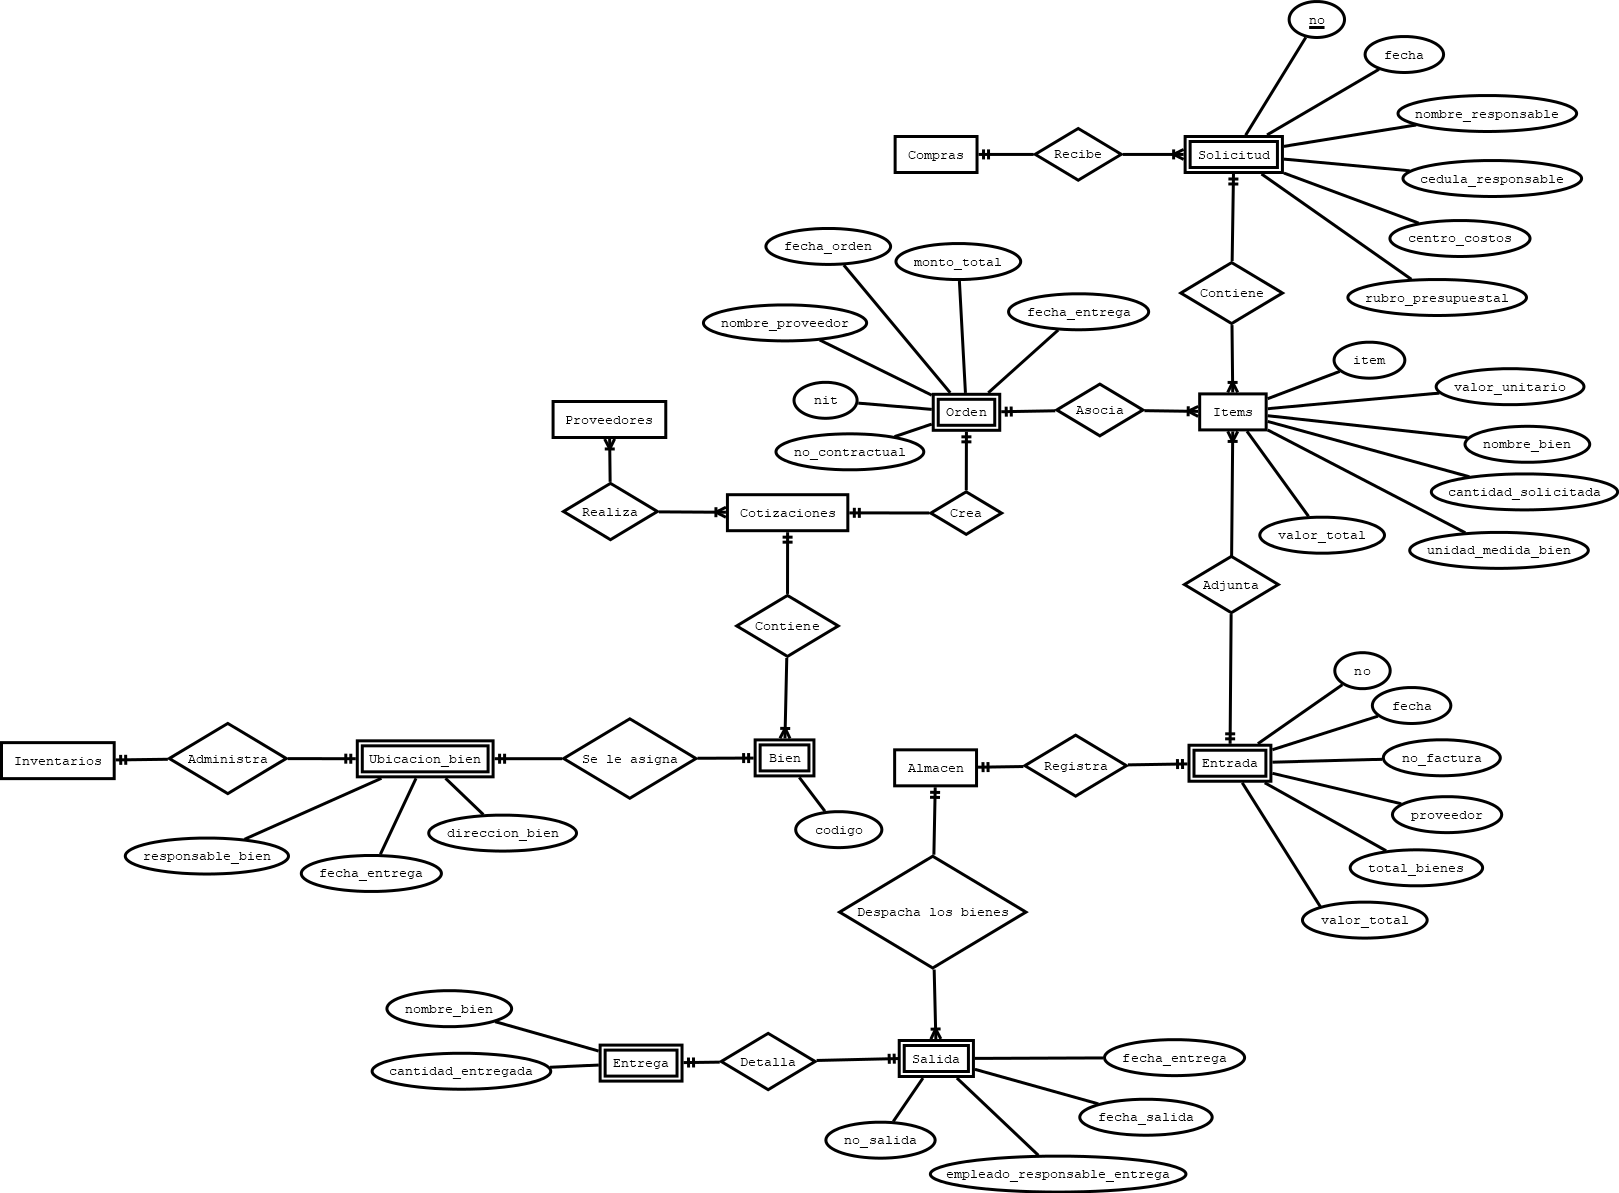 no
fecha
nombre_responsable
Compras
Recibe
Solicitud
cedula_responsable
centro_costos
fecha_orden
monto_total
Contiene
rubro_presupuestal
nombre_proveedor
fecha_entrega
item
valor_unitario
nit
Proveedores
Orden
Asocia
Items
nombre_bien
no_contractual
cantidad_solicitada
Realiza
Cotizaciones
Crea
valor_total
unidad_medida_bien
Adjunta
Contiene
no
fecha
Inventarios
Administra
Ubicacion_bien
Se le asigna
Bien
Almacen
Registra
Entrada
no_factura
proveedor
codigo
direccion_bien
responsable_bien
fecha_entrega
total_bienes
Despacha los bienes
valor_total
nombre_bien
Entrega
Detalla
Salida
fecha_entrega
cantidad_entregada
fecha_salida
no_salida
empleado_responsable_entrega